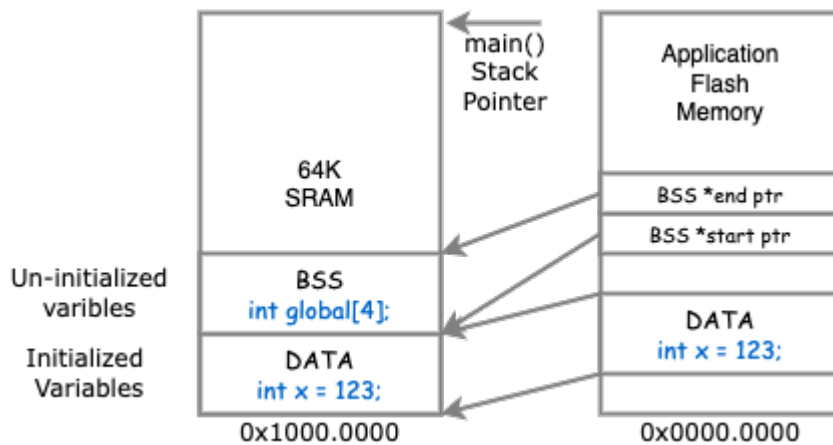 main()
Stack
Pointer
Application
Flash
Memory
64K
SRAM
BSS *end ptr
BSS *start ptr
Un-initialized
varibles
BSS
int global[4];
Initialized
Variables
DATA
int x = 123;
DATA
int x = 123;
0x1000.0000
0x0000.0000